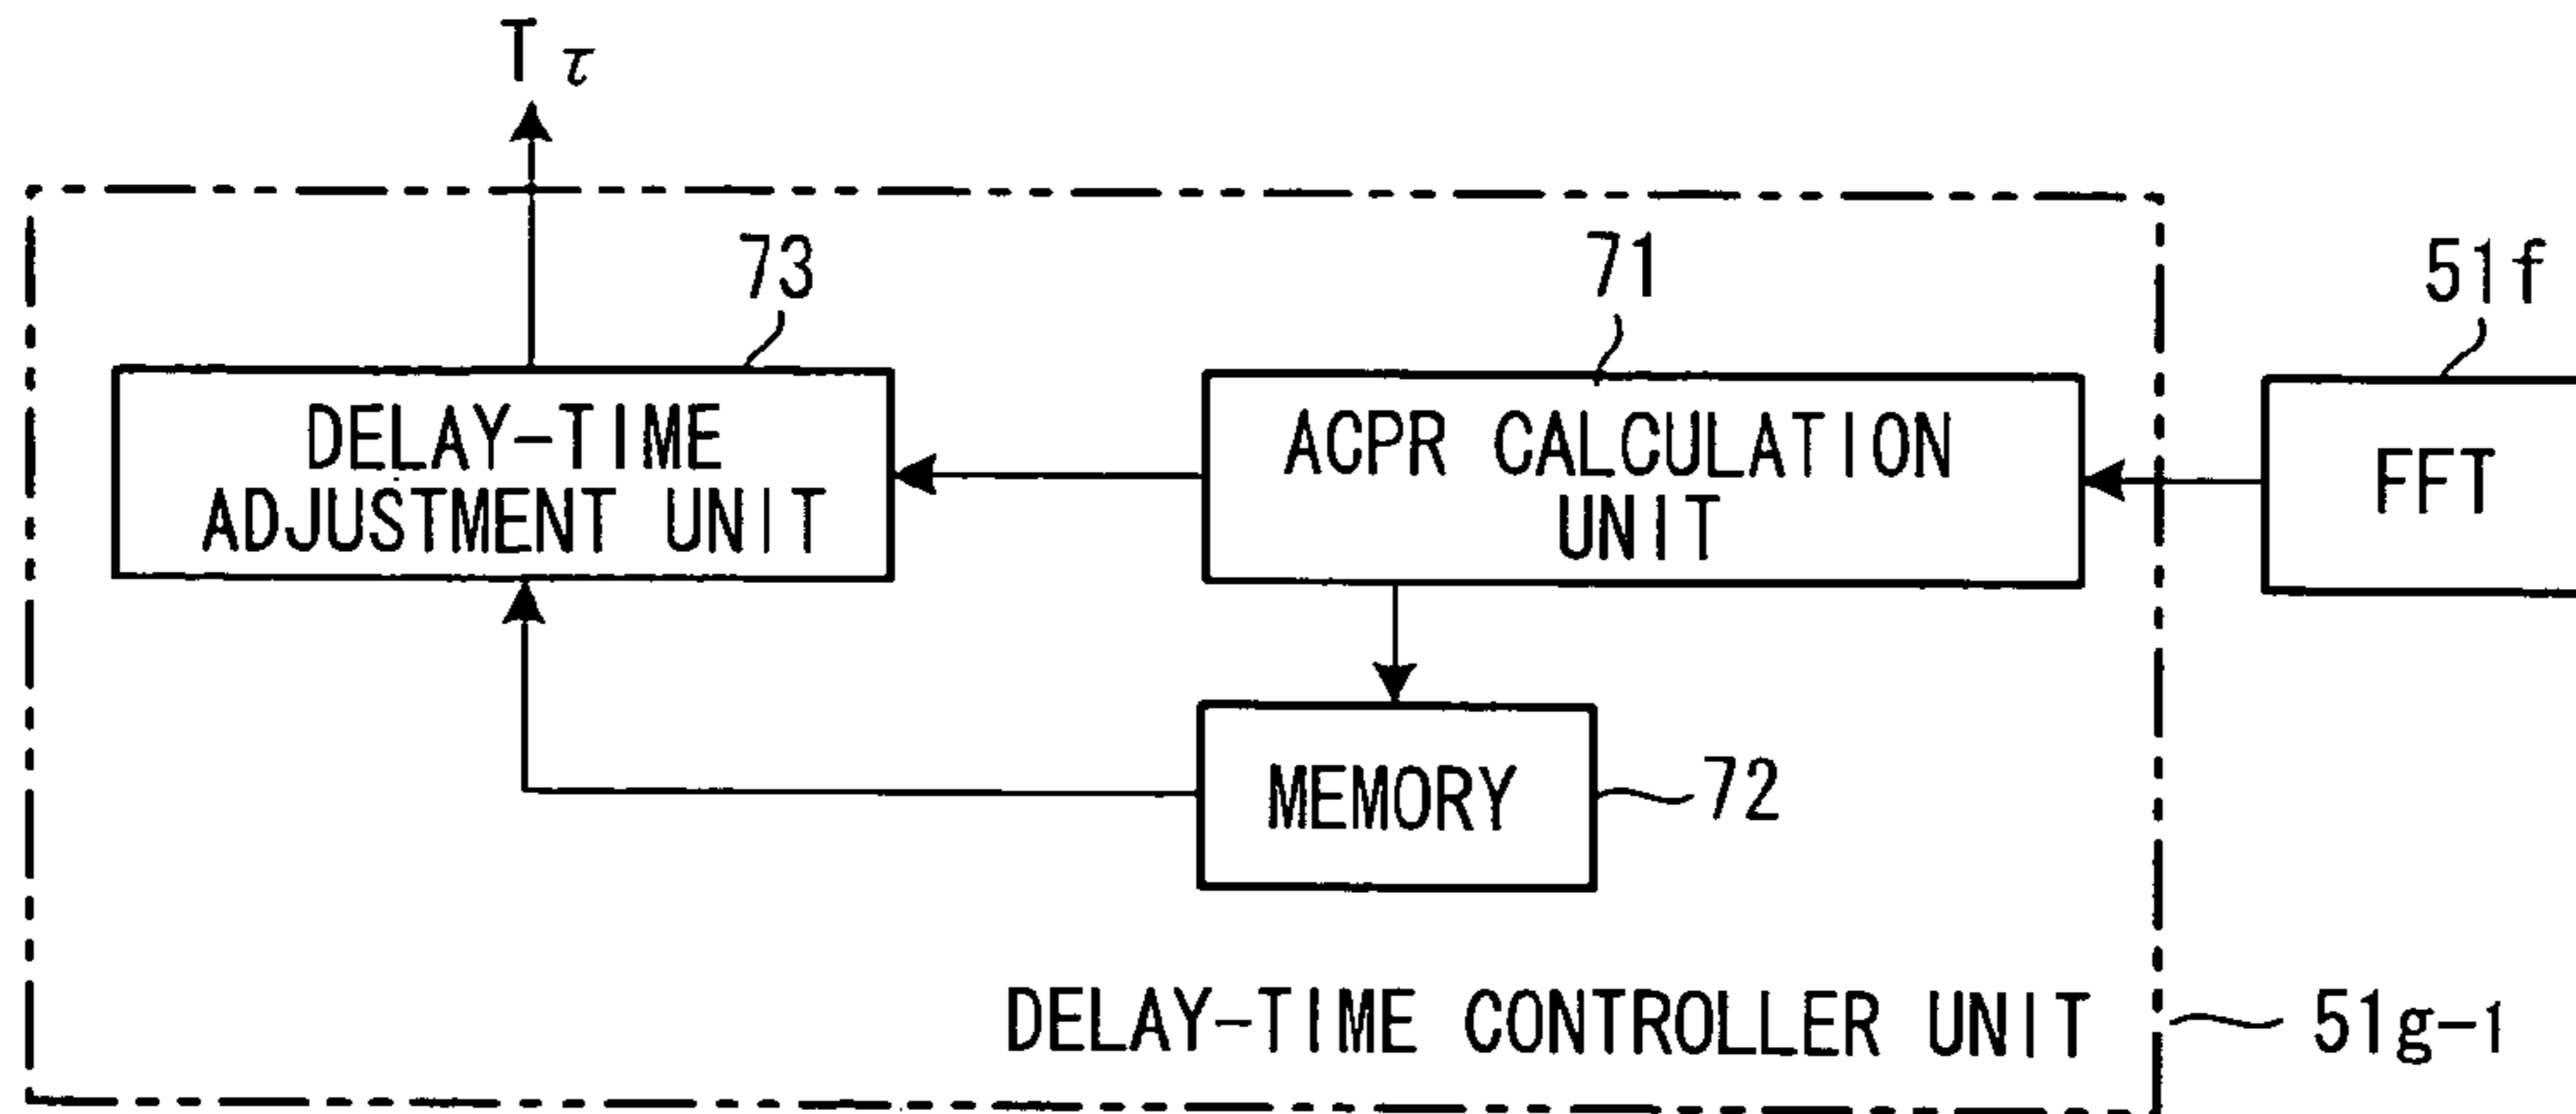 Tτ
73
71
51f
DELAY-TIME
ADJUSTMENT UNIT
ACPR CALCULATION
UNIT
FFT
MEMORY
72
DELAY-TIME CONTROLLER UNIT
51g-1